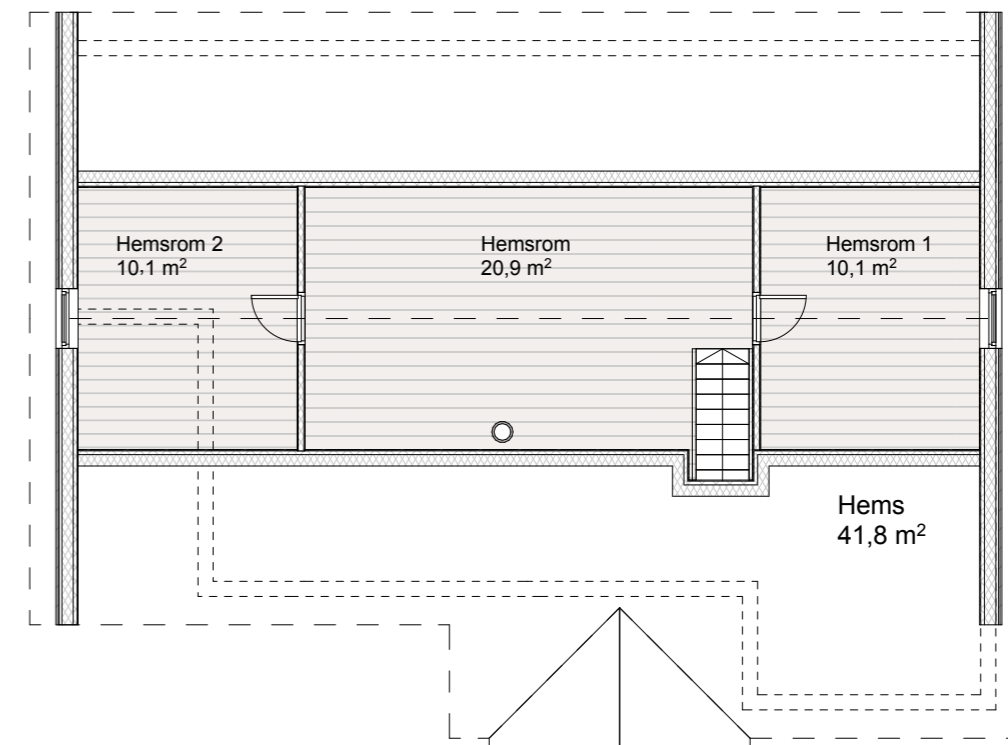 Hemsrom 2
10,1 m²
Hemsrom
20,9 m²
Hemsrom 1
10,1 m²
Hems
41,8 m²